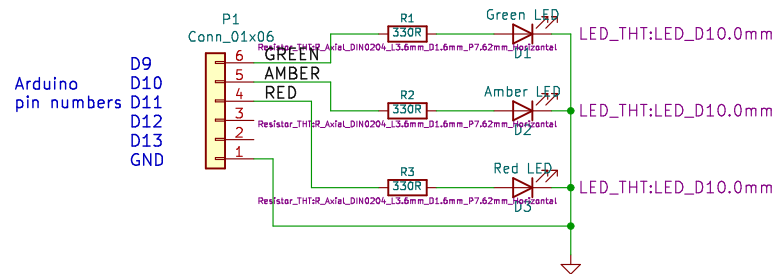 P1
Conn_01x06
Arduino
pin numbers
D9
D10
D11
D12
D13
GND
6
5
4
3
2
1
GREEN
AMBER
RED
R1
330R
Resistor_THT:R_Axial_DIN0204_L3.6mm_D1.6mm_P7.62mm_Horizontal
Green LED
D1
LED_THT:LED_D10.0mm
R2
330R
Resistor_THT:R_Axial_DIN0204_L3.6mm_D1.6mm_P7.62mm_Horizontal
Amber LED
D2
LED_THT:LED_D10.0mm
R3
330R
Resistor_THT:R_Axial_DIN0204_L3.6mm_D1.6mm_P7.62mm_Horizontal
Red LED
D3
LED_THT:LED_D10.0mm